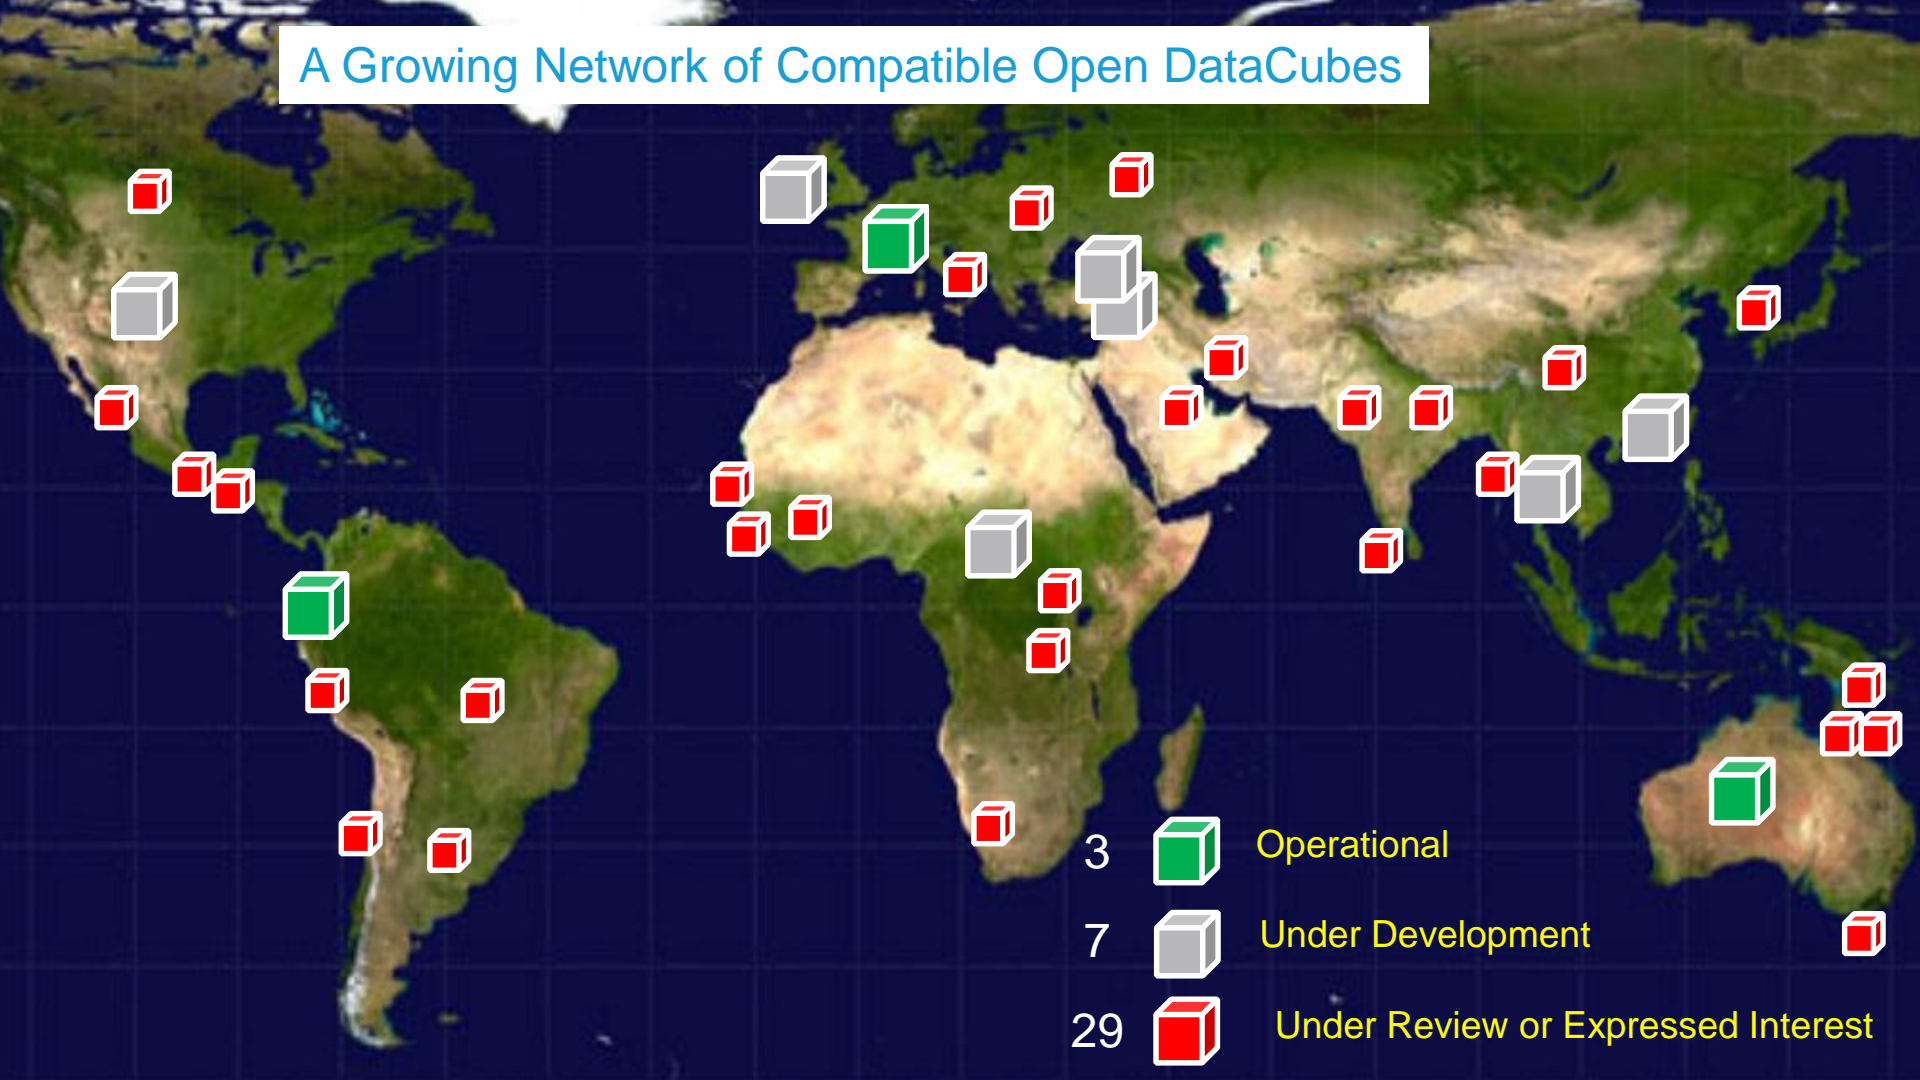 A Growing Network of Compatible Open DataCubes
3 Operational
7 Under Development
29 Under Review or Expressed Interest